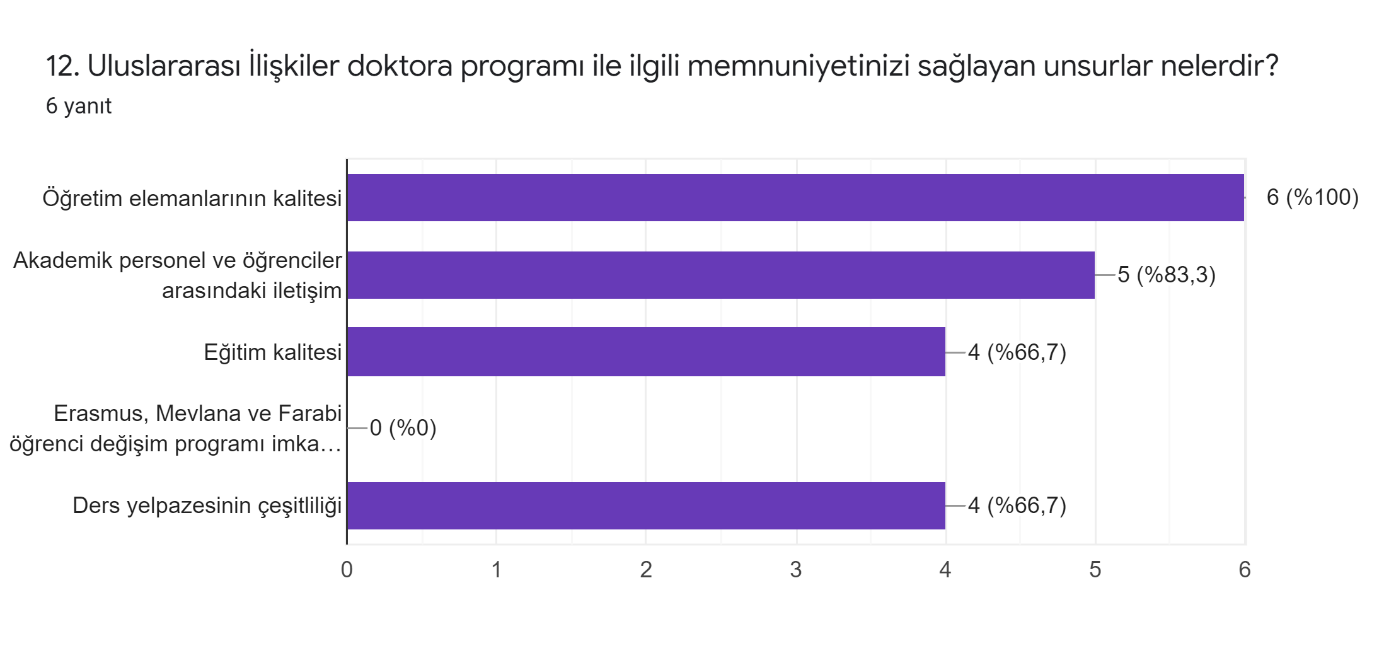 12. Uluslararası İlişkiler doktora programı ile ilgili memnuniyetinizi sağlayan unsurlar nelerdir?
6 yanıt
Öğretim elemanlarının kalitesi
6 (%100)
Akademik personel ve öğrenciler
arasındaki iletişim
5 (%83,3)
Eğitim kalitesi
4 (%66,7)
Erasmus, Mevlana ve Farabi
öğrenci değişim programı imka…
0 (%0)
Ders yelpazesinin çeşitliliği
4 (%66,7)
0 1 2 3 4 5 6